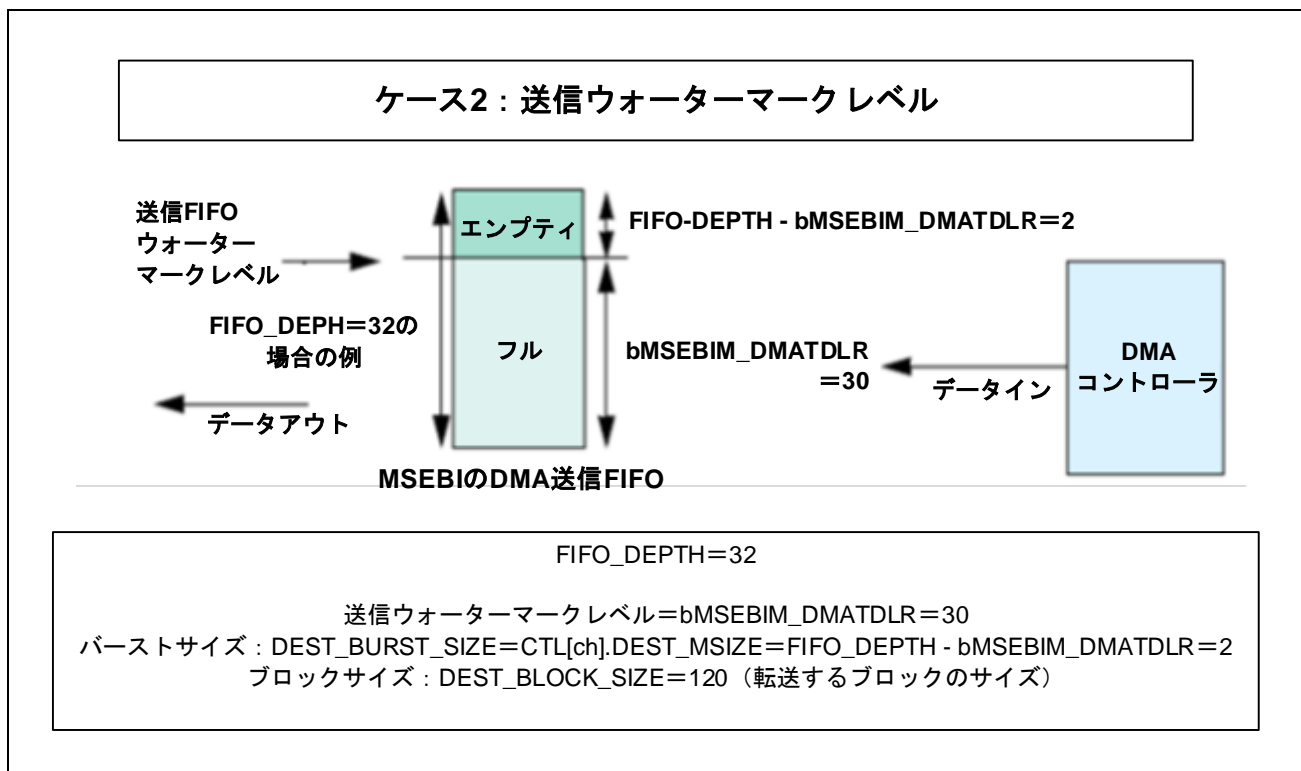 ケース2：送信ウォーターマークレベル
送信FIFO
ウォーター
マークレベル
エンプティ
FIFO-DEPTH - bMSEBIM_DMATDLR＝2
FIFO_DEPH＝32の
場合の例
フル
bMSEBIM_DMATDLR
＝30
データイン
DMA
コントローラ
データアウト
MSEBIのDMA送信FIFO
FIFO_DEPTH＝32
送信ウォーターマークレベル＝bMSEBIM_DMATDLR＝30
バーストサイズ：DEST_BURST_SIZE＝CTL[ch].DEST_MSIZE＝FIFO_DEPTH - bMSEBIM_DMATDLR＝2
ブロックサイズ：DEST_BLOCK_SIZE＝120（転送するブロックのサイズ）